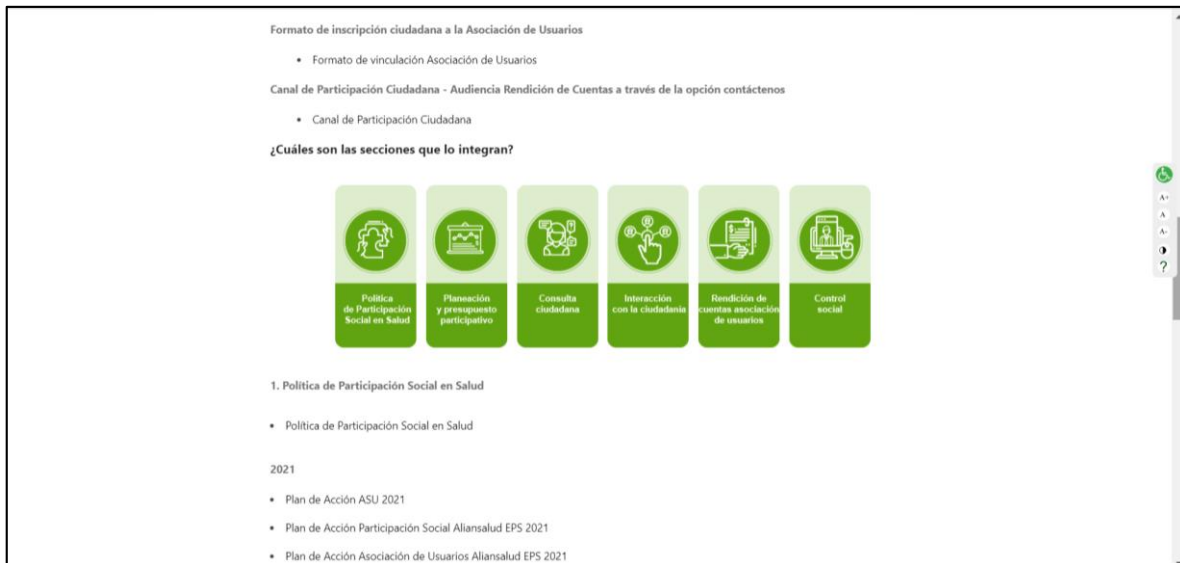 Formato de inscripción ciudadana a la Asociación de Usuarios
• Formato de vinculación Asociación de Usuarios
Canal de Participación Ciudadana - Audiencia Rendición de Cuentas a través de la opción contáctenos
• Canal de Participación Ciudadana
¿Cuáles son las secciones que lo integran?
Política
de Participación
Social en Salud
Planeación
y presupuesto
participativo
Consulta
ciudadana
Interacción
con la ciudadanía
Rendición de
cuentas asociación
de usuarios
Control
social
A+
A
A-
?
1. Política de Participación Social en Salud
• Política de Participación Social en Salud
2021
• Plan de Acción ASU 2021
• Plan de Acción Participación Social Aliansalud EPS 2021
• Plan de Acción Asociación de Usuarios Aliansalud EPS 2021